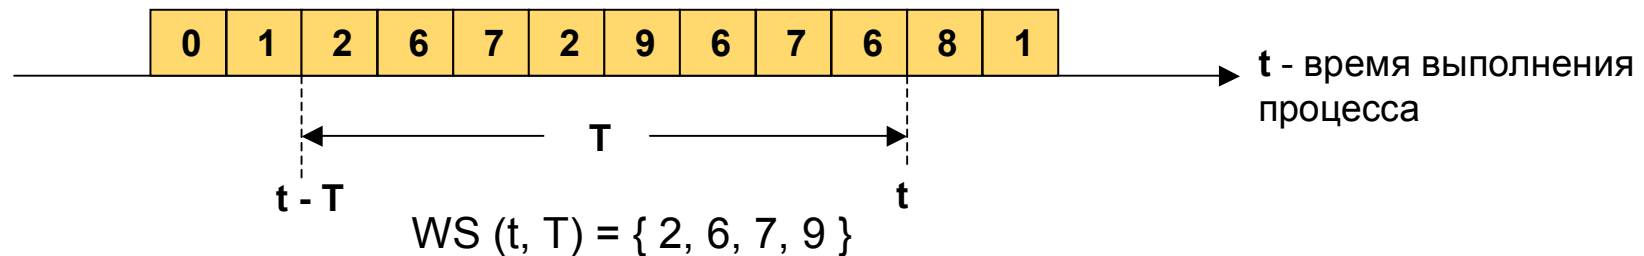 0 1 2 6 7 2 9 6 7 6 8 1
t - время выполнения
процесса
T
t - T
t
WS (t, T) = { 2, 6, 7, 9 }